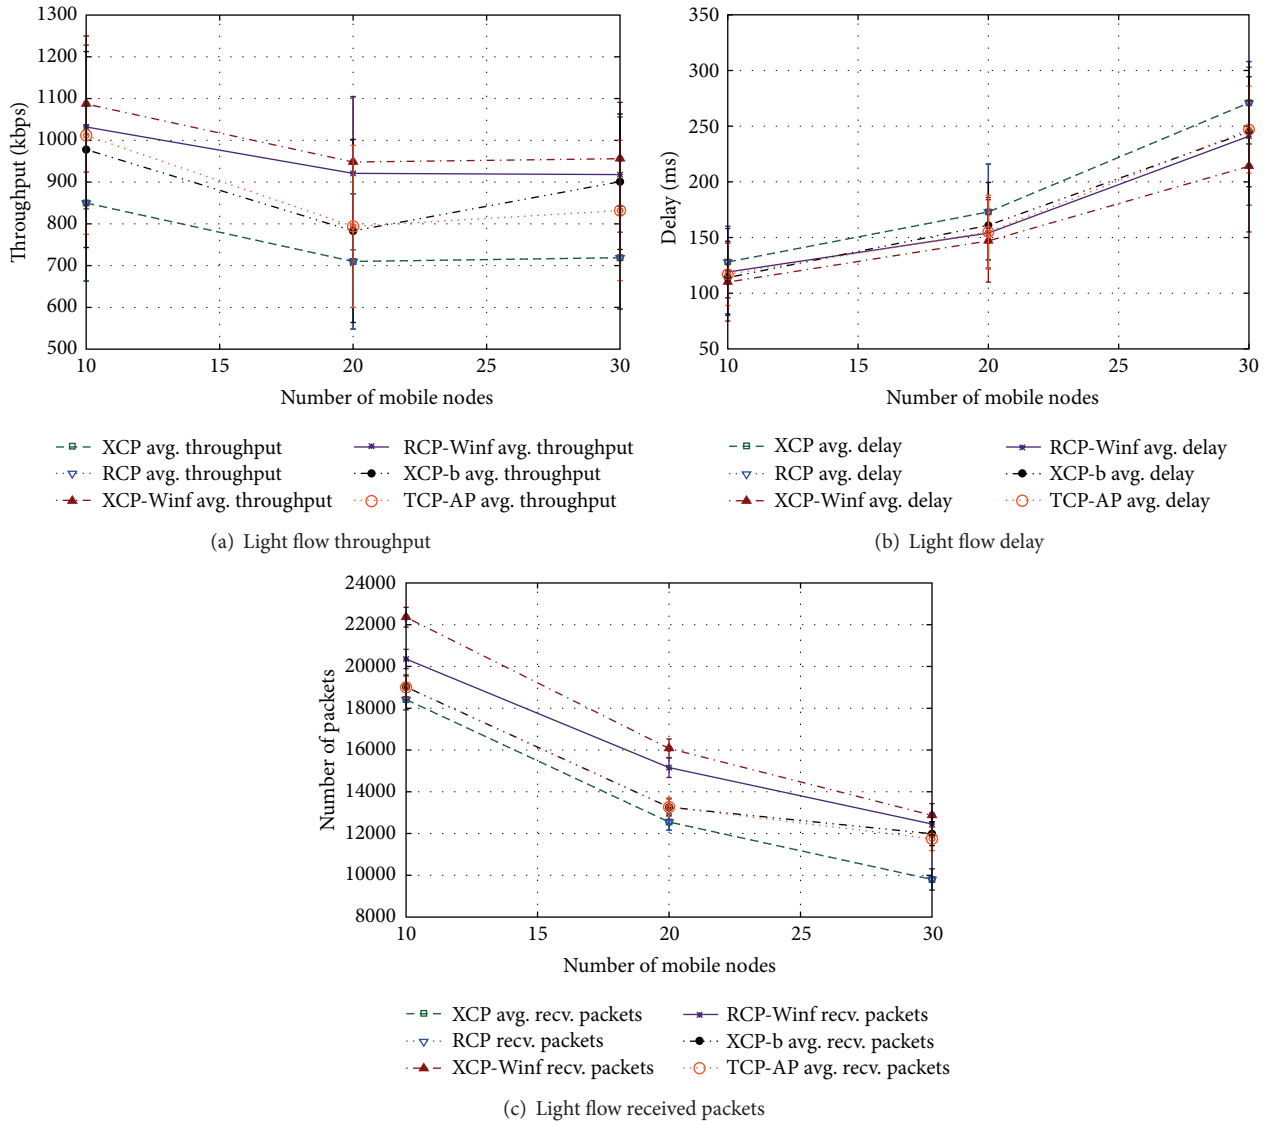 1300
1200
1100
1000
900
800
700
600
500
Throughput (kbps)
10 15 20 25 30
Number of mobile nodes
XCP avg. throughput
RCP avg. throughput
XCP-Winf avg. throughput
RCP-Winf avg. throughput
XCP-b avg. throughput
TCP-AP avg. throughput
(a) Light flow throughput
350
300
250
200
150
100
50
Delay (ms)
10 15 20 25 30
Number of mobile nodes
XCP avg. delay
RCP avg. delay
XCP-Winf avg. delay
RCP-Winf avg. delay
XCP-b avg. delay
TCP-AP avg. delay
(b) Light flow delay
24000
22000
20000
18000
16000
14000
12000
10000
8000
Number of packets
10 15 20 25 30
Number of mobile nodes
XCP avg. recv. packets
RCP recv. packets
XCP-Winf recv. packets
RCP-Winf recv. packets
XCP-b avg. recv. packets
TCP-AP avg. recv. packets
(c) Light flow received packets